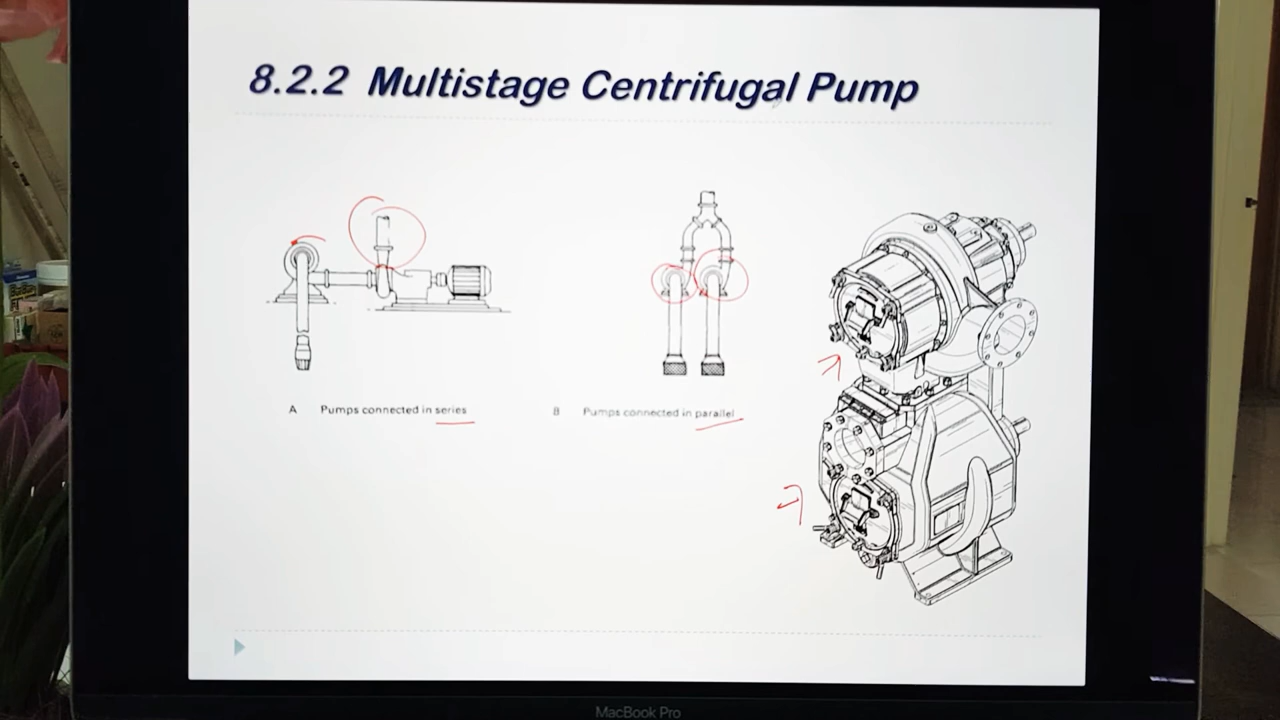 8.2.2 Multistage Centrifugal Pump
A Pumps connected in series
B Pumps connected in parallel
MacBook Pro